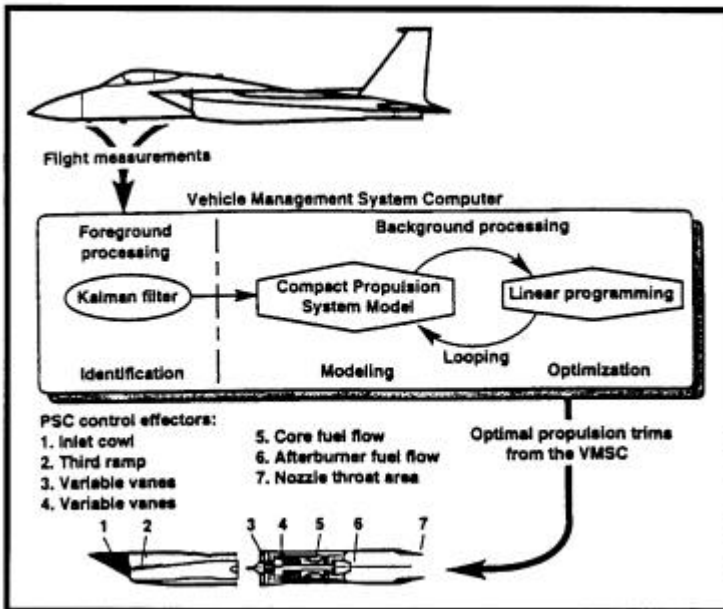 Flight measurements
Vehicle Management System Computer
Foreground
processing
Background processing
Kalman filter
Compact Propulsion
System Model
Linear programming
Looping
Identification
Modeling
Optimization
PSC control effectors:
1. Inlet cowl
2. Third ramp
3. Variable vanes
4. Variable vanes
5. Core fuel flow
6. Afterburner fuel flow
7. Nozzle throat area
Optimal propulsion trims
from the VMSC
1 2 3 4 5 6 7